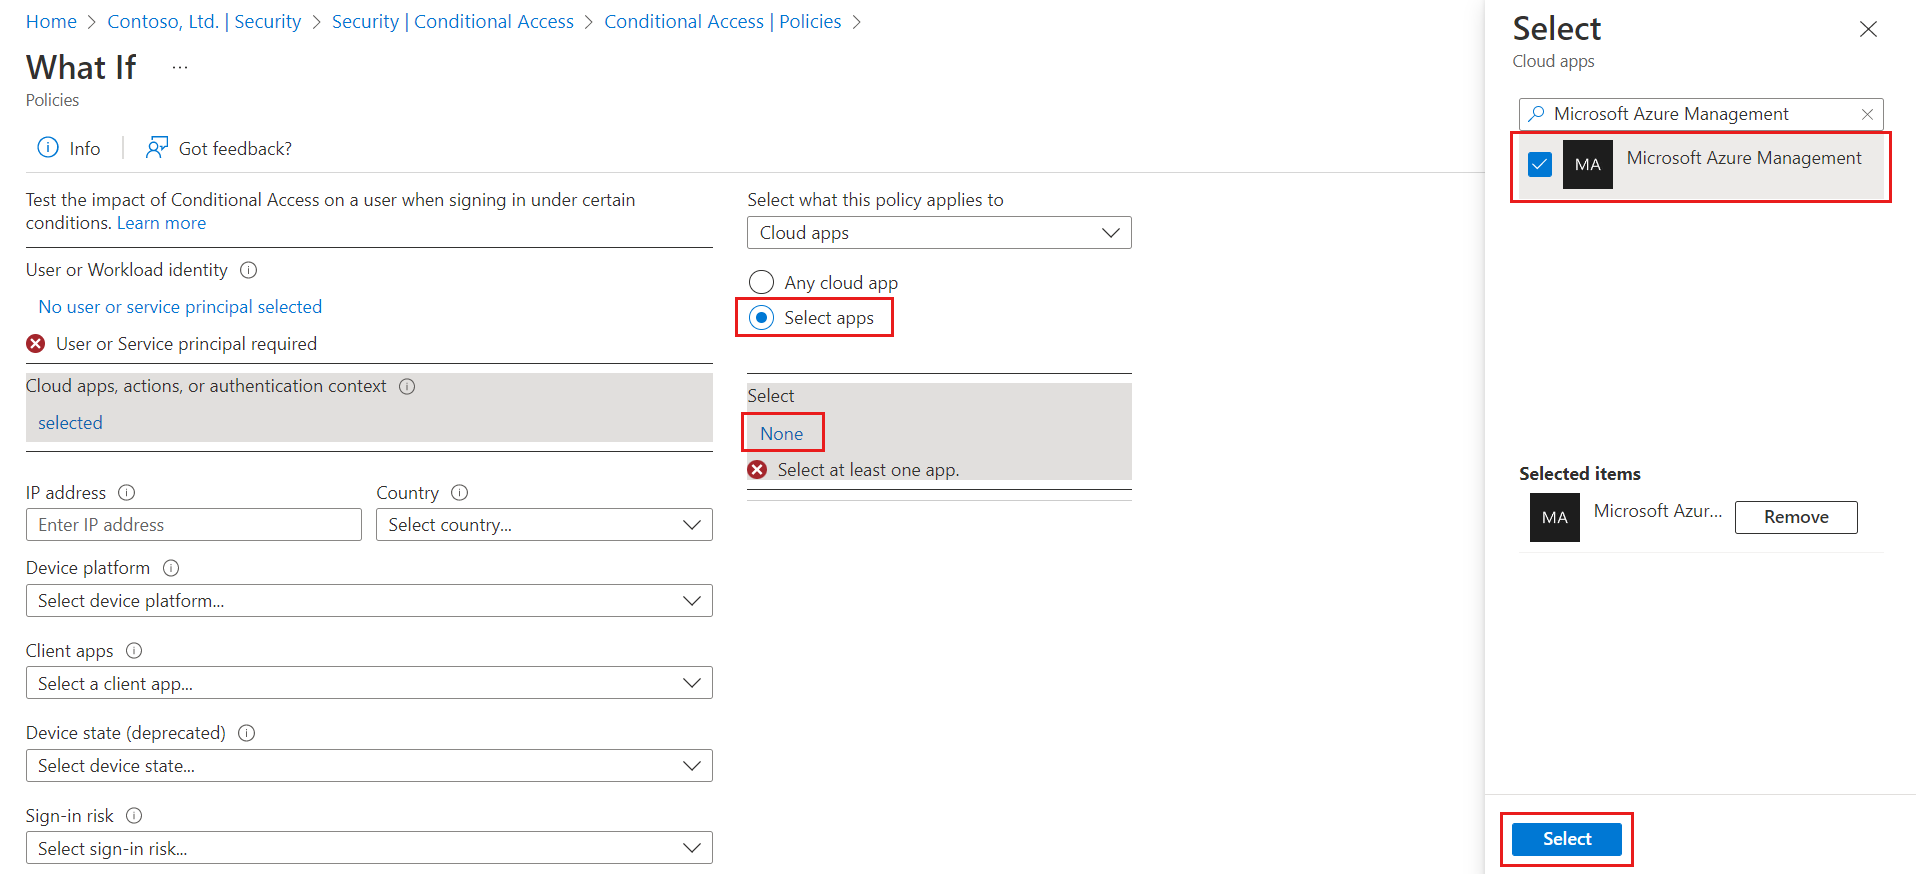 Home > Contoso, Ltd. | Security > Security | Conditional Access > Conditional Access | Policies >
What If ...
Policies
Info
Got feedback?
Test the impact of Conditional Access on a user when signing in under certain
conditions. Learn more
User or Workload identity
No user or service principal selected
User or Service principal required
Cloud apps, actions, or authentication context
selected
IP address
Country
Enter IP address
Select country...
Device platform
Select device platform...
Client apps
Select a client app...
Device state (deprecated)
Select device state...
Sign-in risk
Select sign-in risk...
Select what this policy applies to
Cloud apps
Any cloud app
Select apps
Select
None
Select at least one app.
Select
Cloud apps
Microsoft Azure Management
MA
Microsoft Azure Management
Selected items
MA
Microsoft Azur...
Remove
Select